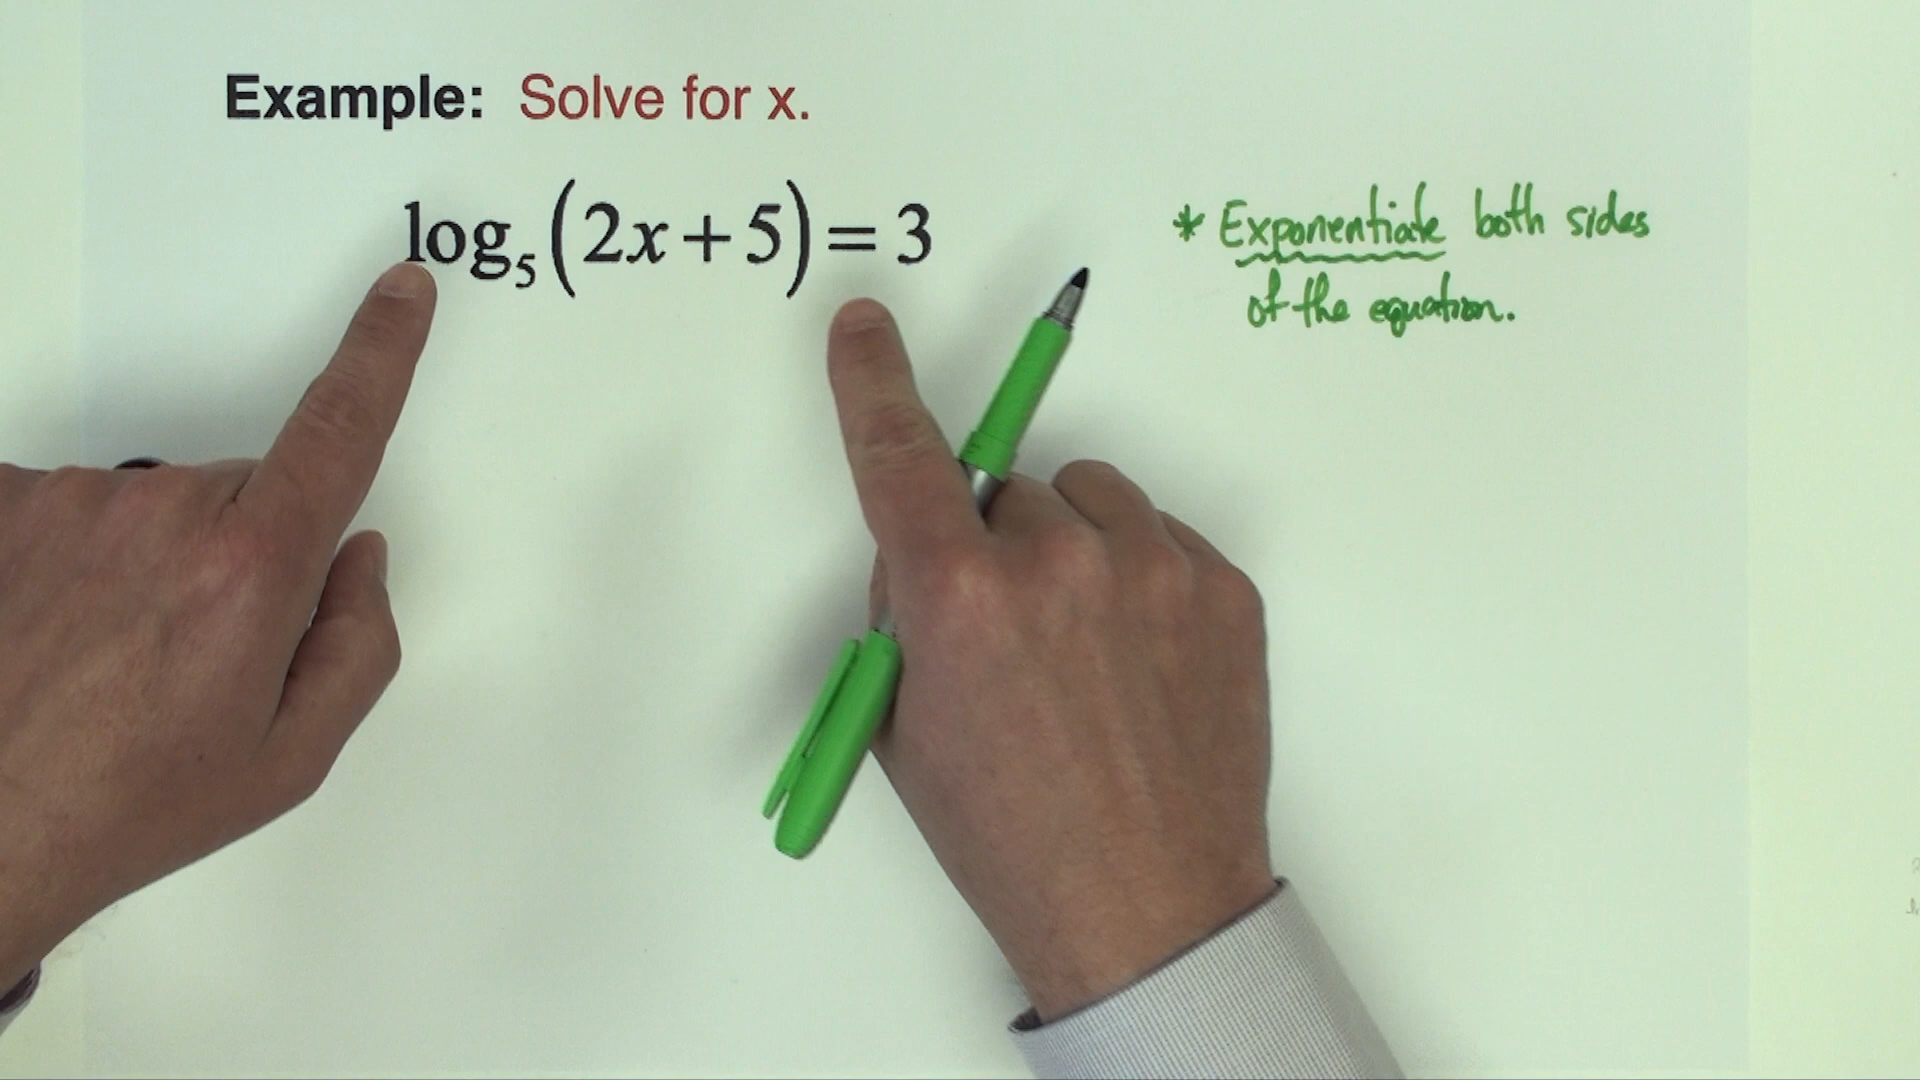 Example: Solve for x.
log₅(2x+5)=3
* Exponentiate both sides
of the equation.